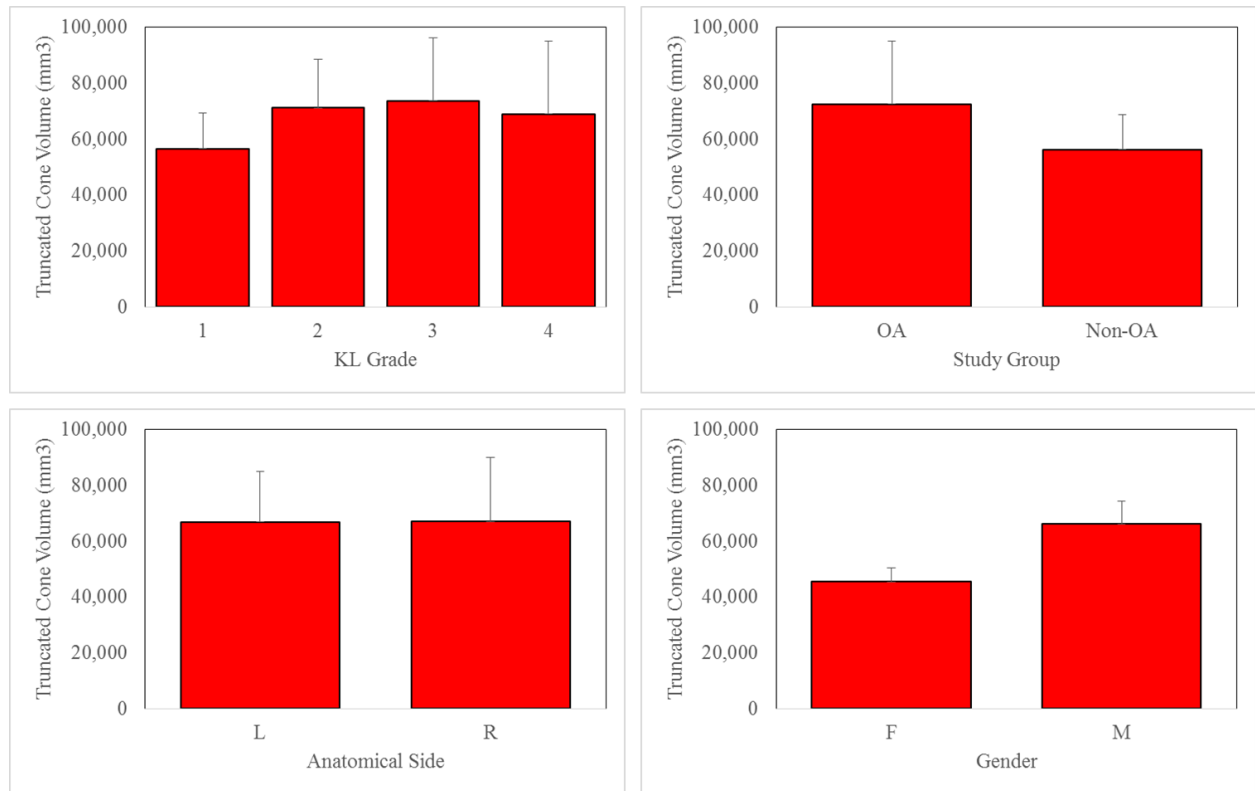 100,000
80,000
60,000
40,000
20,000
0
Truncated Cone Volume (mm3)
1 2 3 4
KL Grade
100,000
80,000
60,000
40,000
20,000
0
Truncated Cone Volume (mm3)
OA Non-OA
Study Group
100,000
80,000
60,000
40,000
20,000
0
Truncated Cone Volume (mm3)
L R
Anatomical Side
100,000
80,000
60,000
40,000
20,000
0
Truncated Cone Volume (mm3)
F M
Gender